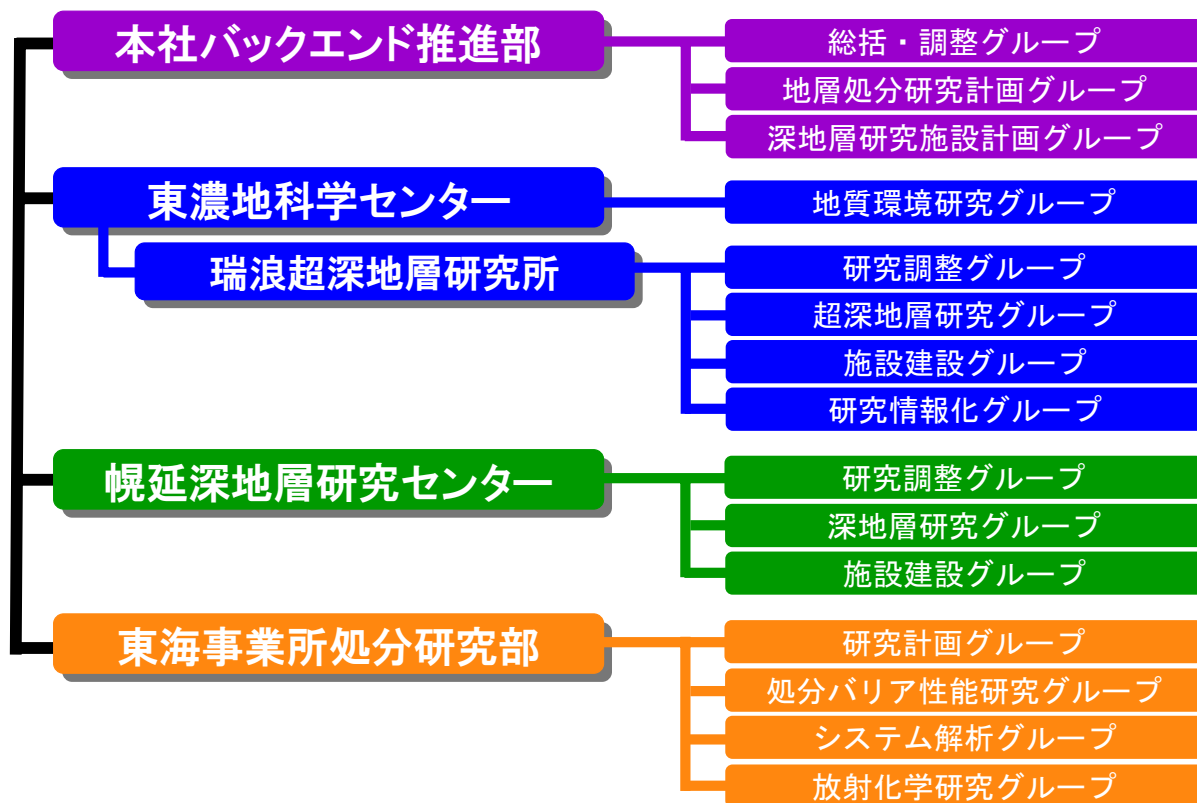 本社バックエンド推進部
総括・調整グループ
地層処分研究計画グループ
深地層研究施設計画グループ
東濃地科学センター
地質環境研究グループ
瑞浪超深地層研究所
研究調整グループ
超深地層研究グループ
施設建設グループ
研究情報化グループ
幌延深地層研究センター
研究調整グループ
深地層研究グループ
施設建設グループ
東海事業所処分研究部
研究計画グループ
処分バリア性能研究グループ
システム解析グループ
放射化学研究グループ